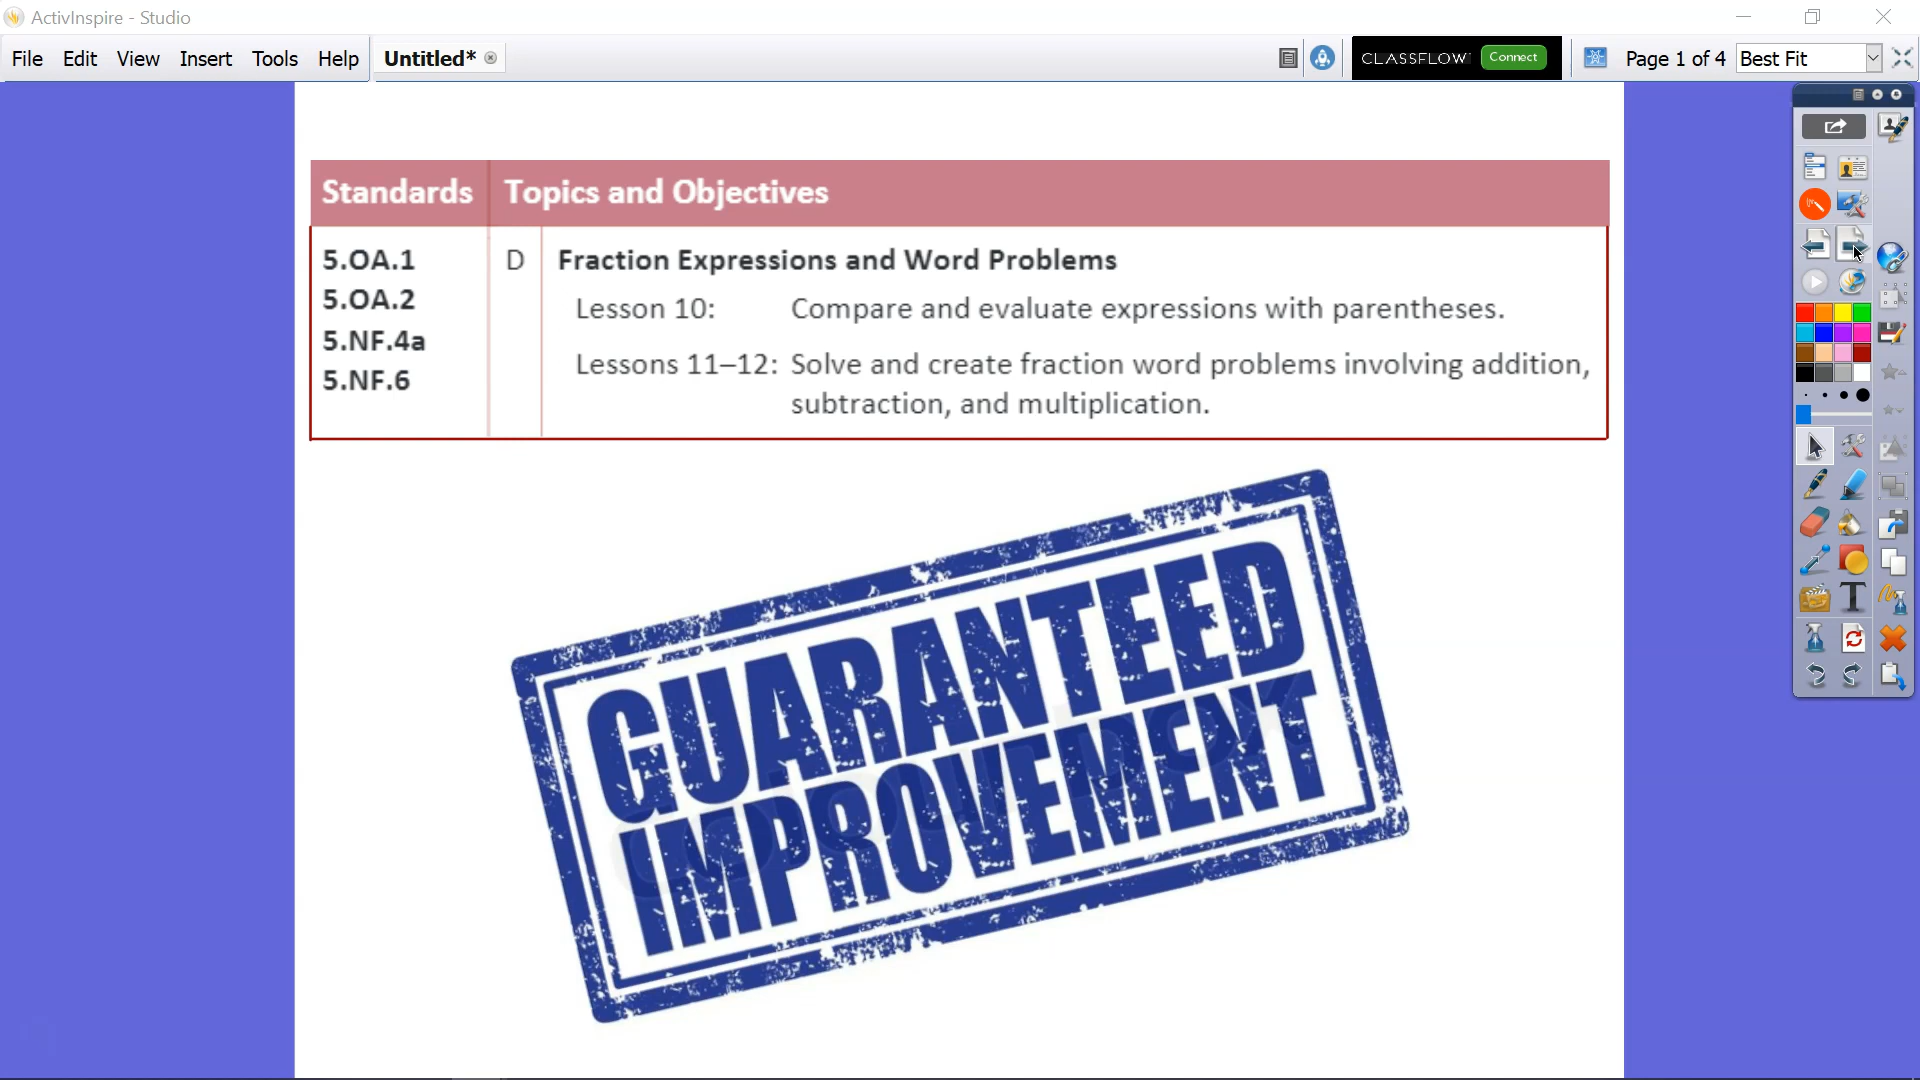 ActivInspire - Studio
File Edit View Insert Tools Help Untitled* CLASSFLOW Connect Page 1 of 4 Best Fit
Standards Topics and Objectives
5.OA.1 D Fraction Expressions and Word Problems
5.OA.2 Lesson 10: Compare and evaluate expressions with parentheses.
5.NF.4a Lessons 11–12: Solve and create fraction word problems involving addition,
5.NF.6 subtraction, and multiplication.
GUARANTEED
IMPROVEMENT